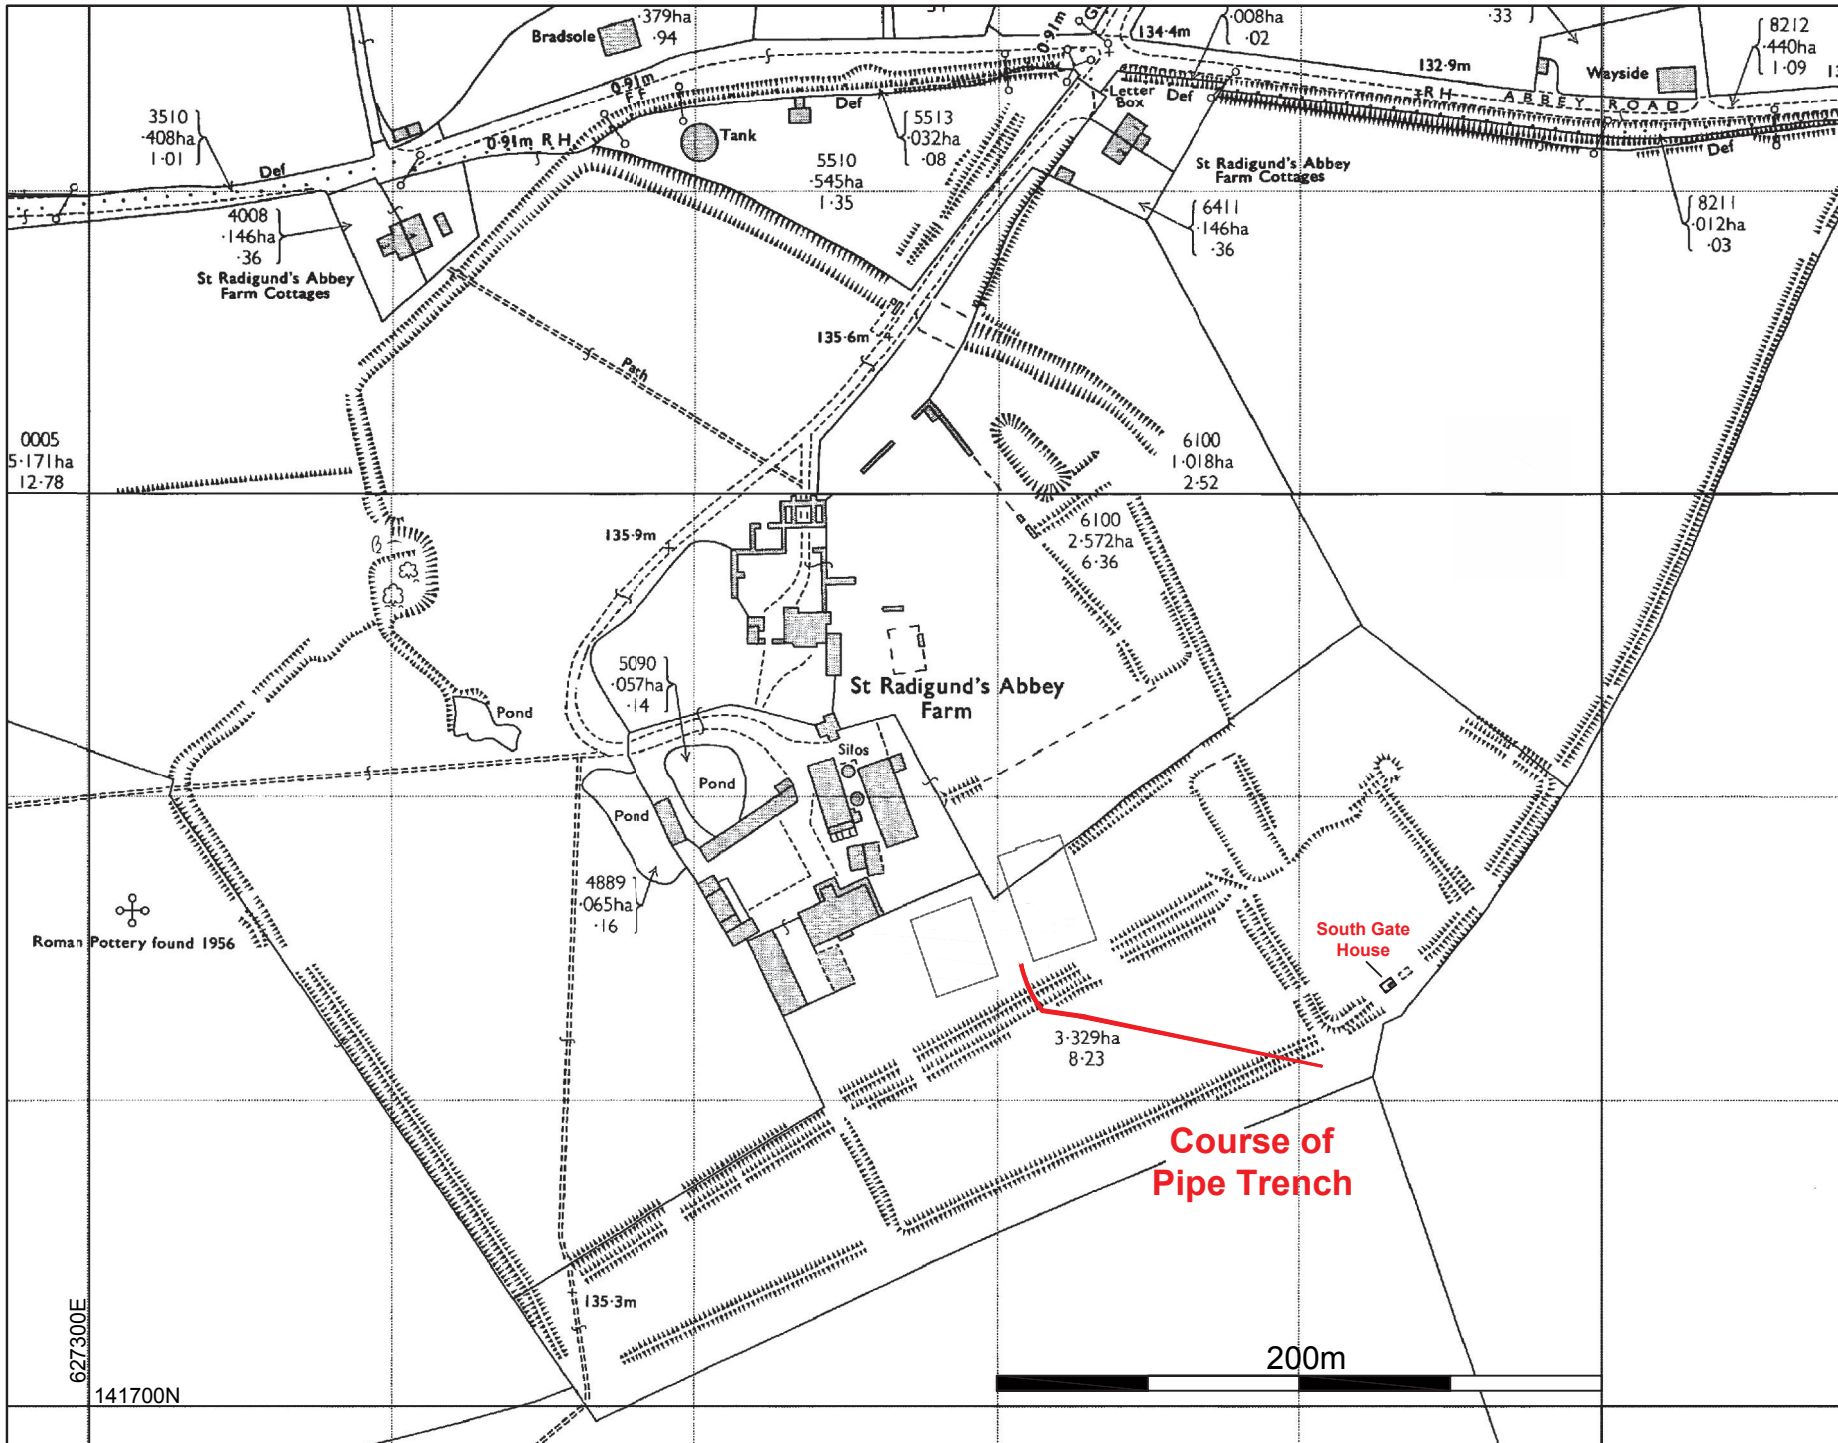 .379ha
.94
Bradsole
0.91m
FF
0.91m
134.4m
.008ha
.02
.33
8212
.440ha
1.09
132.9m
Wayside
RH
ABBEY ROAD
Def
Letter
Box
Def
Def
3510
.408ha
1.01
Def
0.91m RH
Tank
5513
.032ha
.08
5510
.545ha
1.35
St Radigund's Abbey
Farm Cottages
4008
.146ha
.36
St Radigund's Abbey
Farm Cottages
6411
.146ha
.36
8211
.012ha
.03
135.6m
Path
0005
5.171ha
12.78
6100
1.018ha
2.52
6100
2.572ha
6.36
135.9m
5090
.057ha
.14
St Radigund's Abbey
Farm
Pond
Silos
Pond
Pond
4889
.065ha
.16
Roman Pottery found 1956
South Gate
House
3.329ha
8.23
Course of
Pipe Trench
135.3m
627300E
141700N
200m